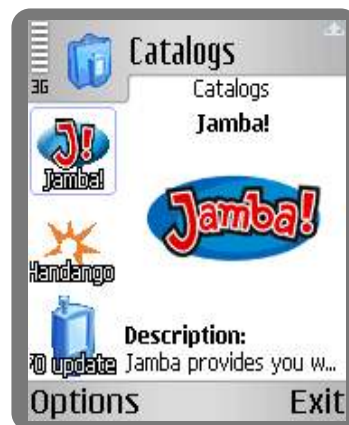 Catalogs
3G
Catalogs
Jamba!
J!
Jamba!
Jamba!
Handango
Description:
70 update
Jamba provides you w...
Options
Exit